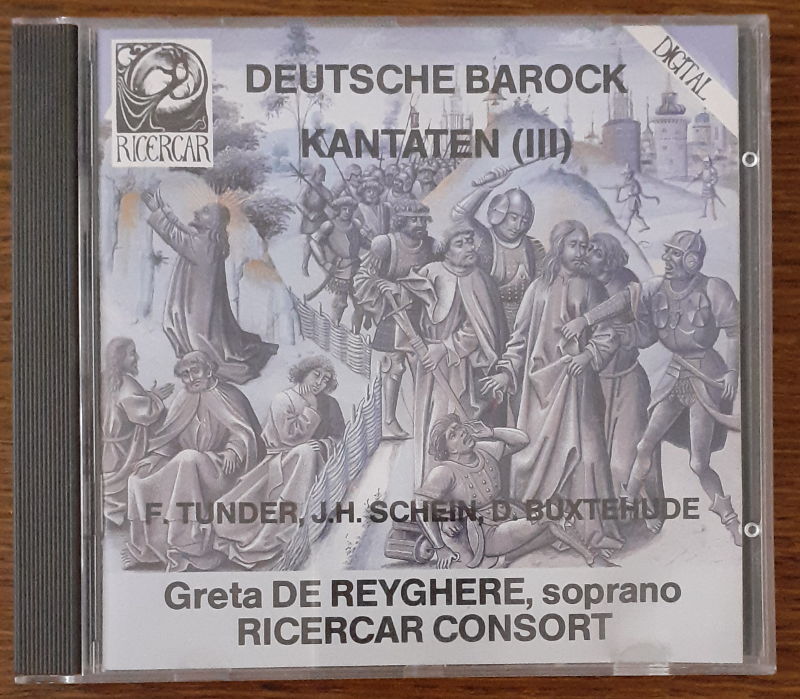 RICERCAR
DEUTSCHE BAROCK
KANTATEN (III)
DIGITAL
F. TUNDER, J.H. SCHEIN, D. BUXTEHUDE
Greta DE REYGHERE, soprano
RICERCAR CONSORT